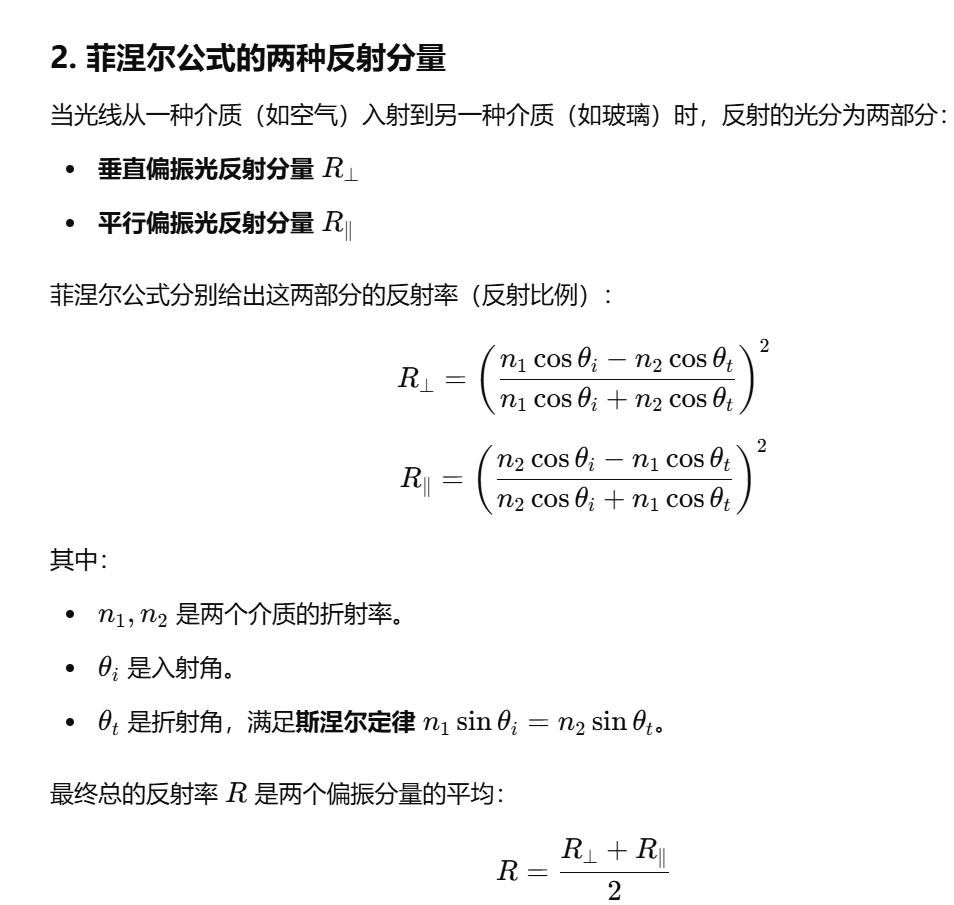 2. 菲涅尔公式的两种反射分量
当光线从一种介质（如空气）入射到另一种介质（如玻璃）时，反射的光分为两部分：
• 垂直偏振光反射分量 $R_\perp$
• 平行偏振光反射分量 $R_\parallel$
菲涅尔公式分别给出这两部分的反射率（反射比例）：
$R_\perp = \left( \frac{n_1 \cos\theta_i - n_2 \cos\theta_t}{n_1 \cos\theta_i + n_2 \cos\theta_t} \right)^2$
$R_\parallel = \left( \frac{n_2 \cos\theta_i - n_1 \cos\theta_t}{n_2 \cos\theta_i + n_1 \cos\theta_t} \right)^2$
其中：
• $n_1, n_2$ 是两个介质的折射率。
• $\theta_i$ 是入射角。
• $\theta_t$ 是折射角，满足斯涅尔定律 $n_1 \sin\theta_i = n_2 \sin\theta_t$。
最终总的反射率 $R$ 是两个偏振分量的平均：
$R = \frac{R_\perp + R_\parallel}{2}$